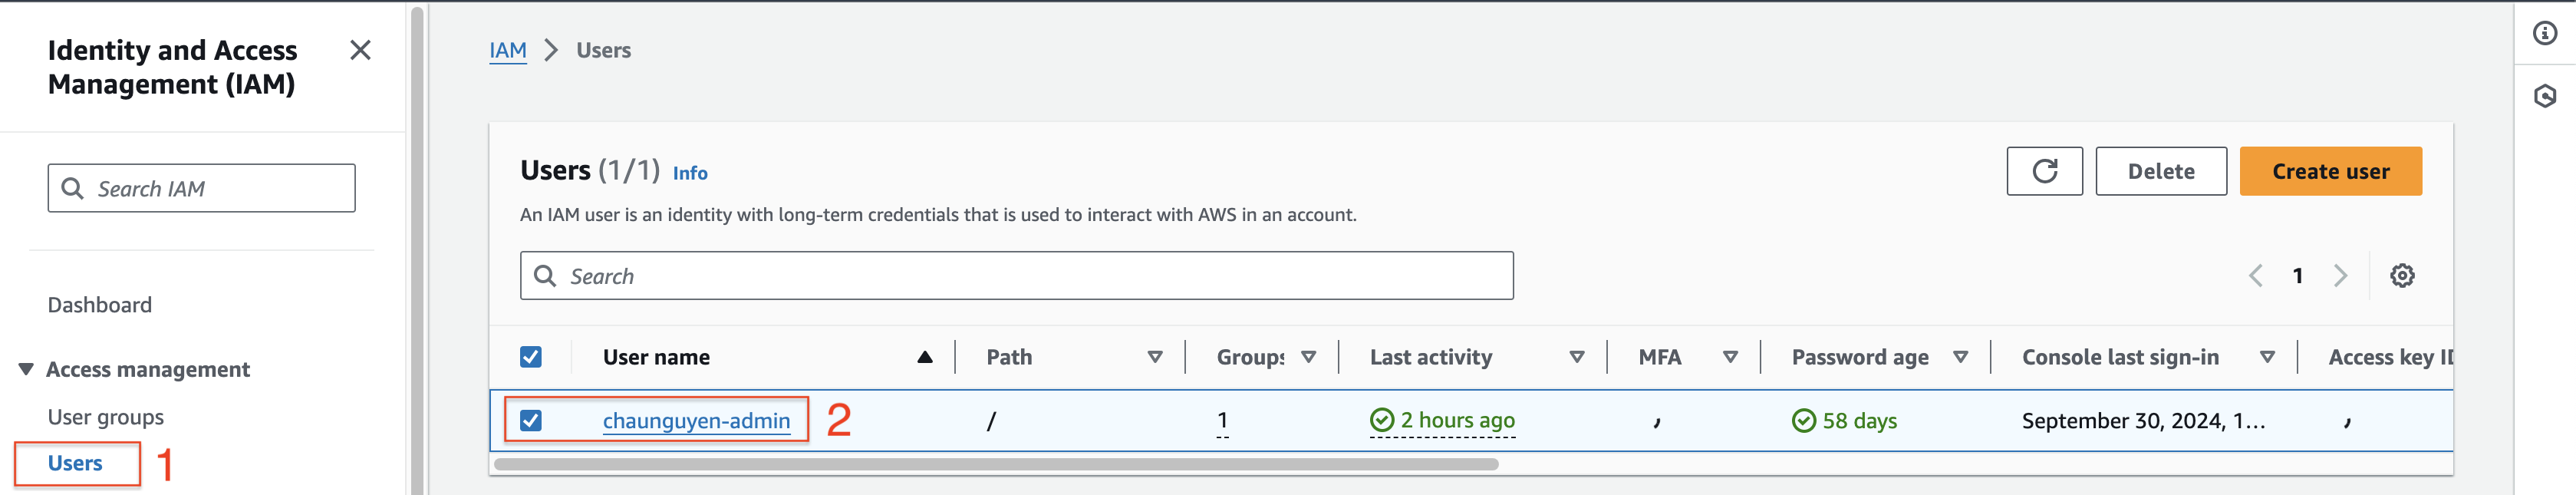 Identity and Access
Management (IAM)
Search IAM
Dashboard
Access management
User groups
Users
1
IAM > Users
Users (1/1) Info
Delete
Create user
An IAM user is an identity with long-term credentials that is used to interact with AWS in an account.
Search
1
User name Path Groups Last activity MFA Password age Console last sign-in Access key ID
chaunguyen-admin 2 / 1 2 hours ago , 58 days September 30, 2024, 1... ,